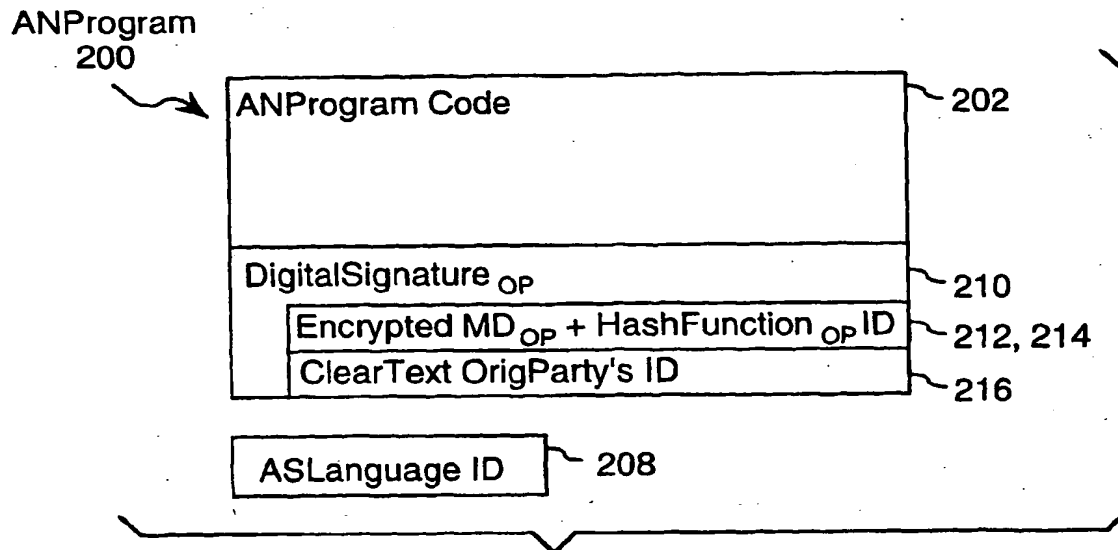 ANProgram
200
ANProgram Code
202
DigitalSignature OP
210
Encrypted MD OP + HashFunction OP ID
212, 214
ClearText OrigParty's ID
216
ASLanguage ID
208